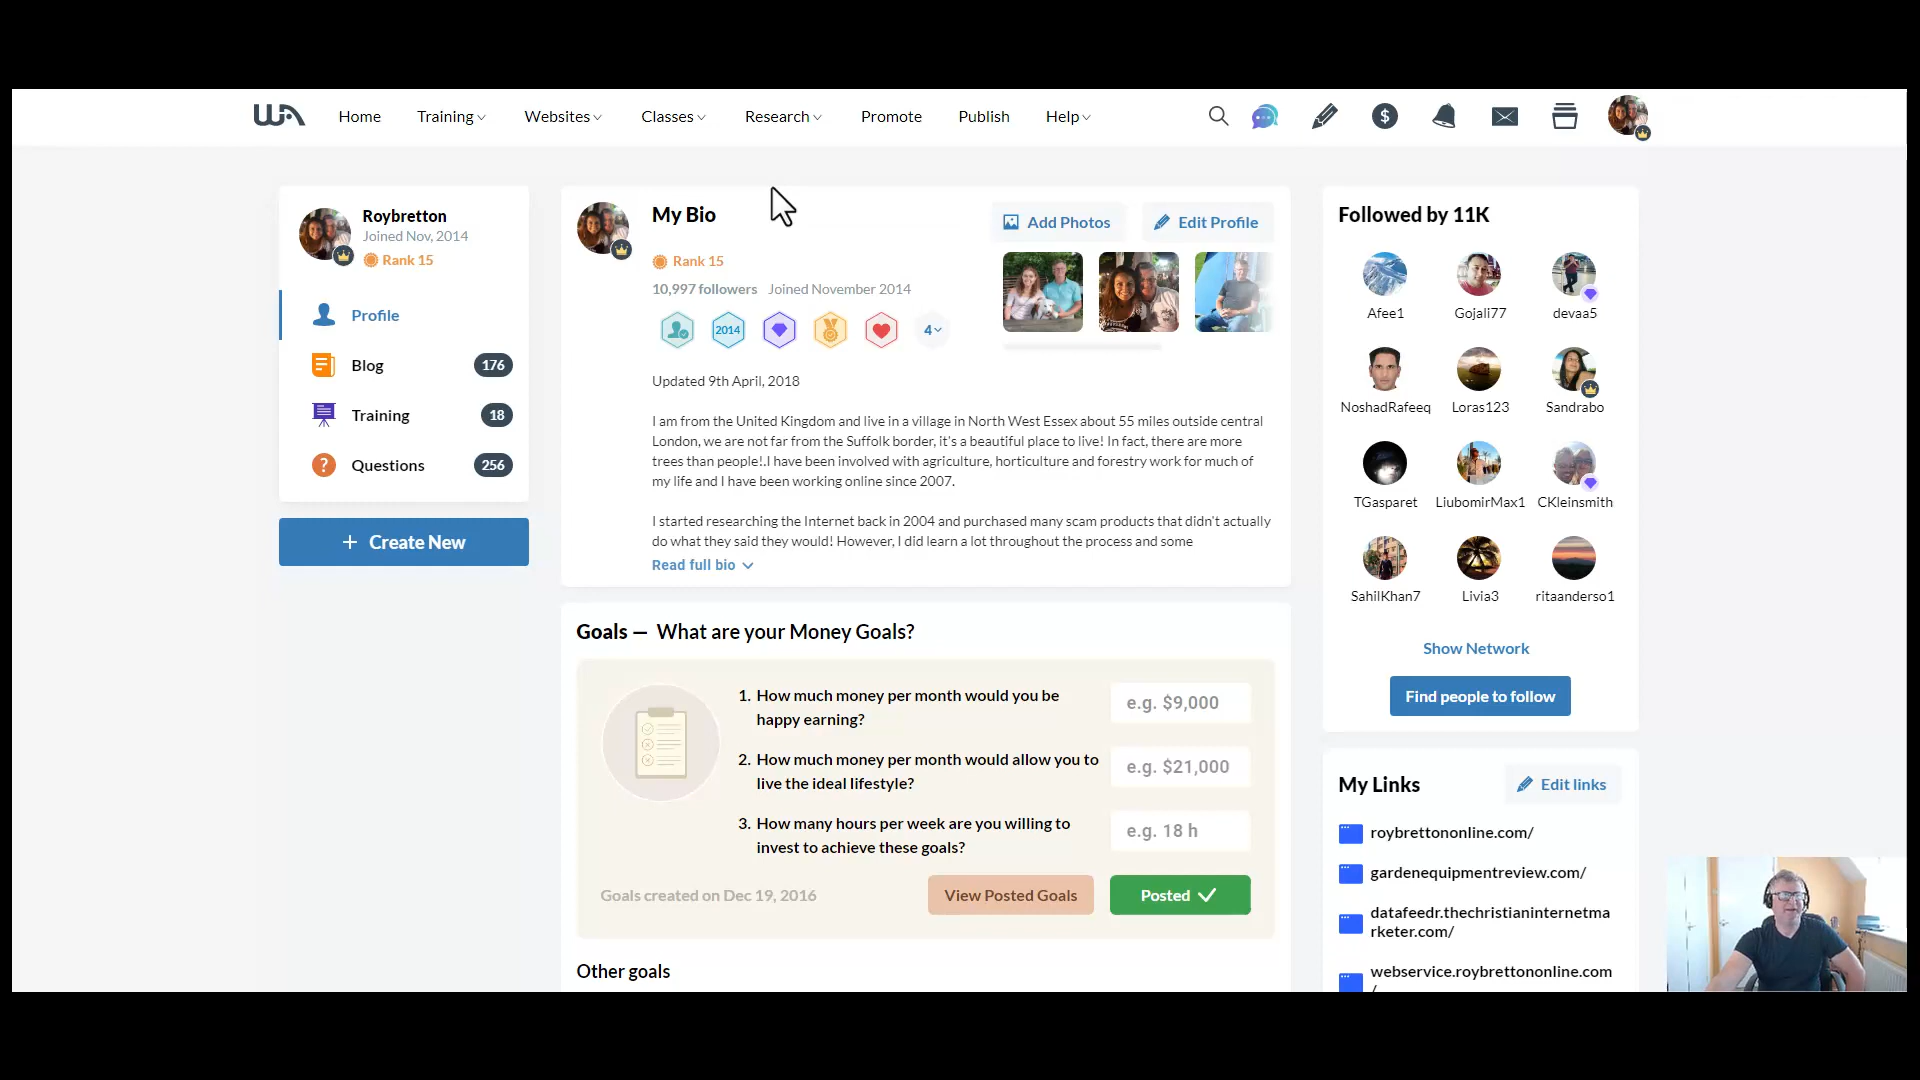 WA Home Training Websites Classes Research Promote Publish Help
Roybretton
Joined Nov, 2014
Rank 15
Profile
Blog 176
Training 18
Questions 256
+ Create New
My Bio
Add Photos
Edit Profile
Rank 15
10,997 followers Joined November 2014
2014
4
Updated 9th April, 2018
I am from the United Kingdom and live in a village in North West Essex about 55 miles outside central
London, we are not far from the Suffolk border, it's a beautiful place to live! In fact, there are more
trees than people!.I have been involved with agriculture, horticulture and forestry work for much of
my life and I have been working online since 2007.
I started researching the Internet back in 2004 and purchased many scam products that didn't actually
do what they said they would! However, I did learn a lot throughout the process and some
Read full bio
Goals — What are your Money Goals?
1. How much money per month would you be
happy earning?
e.g. $9,000
2. How much money per month would allow you to
live the ideal lifestyle?
e.g. $21,000
3. How many hours per week are you willing to
invest to achieve these goals?
e.g. 18 h
Goals created on Dec 19, 2016
View Posted Goals
Posted
Other goals
Followed by 11K
Afee1 Gojali77 devaa5
NoshadRafeeq Loras123 Sandrabo
TGasparet LiubomirMax1 CKleinsmith
SahilKhan7 Livia3 ritaanderso1
Show Network
Find people to follow
My Links
Edit links
roybrettononline.com/
gardenequipmentreview.com/
datafeedr.thechristianinternetma
rketer.com/
webservice.roybrettononline.com
/